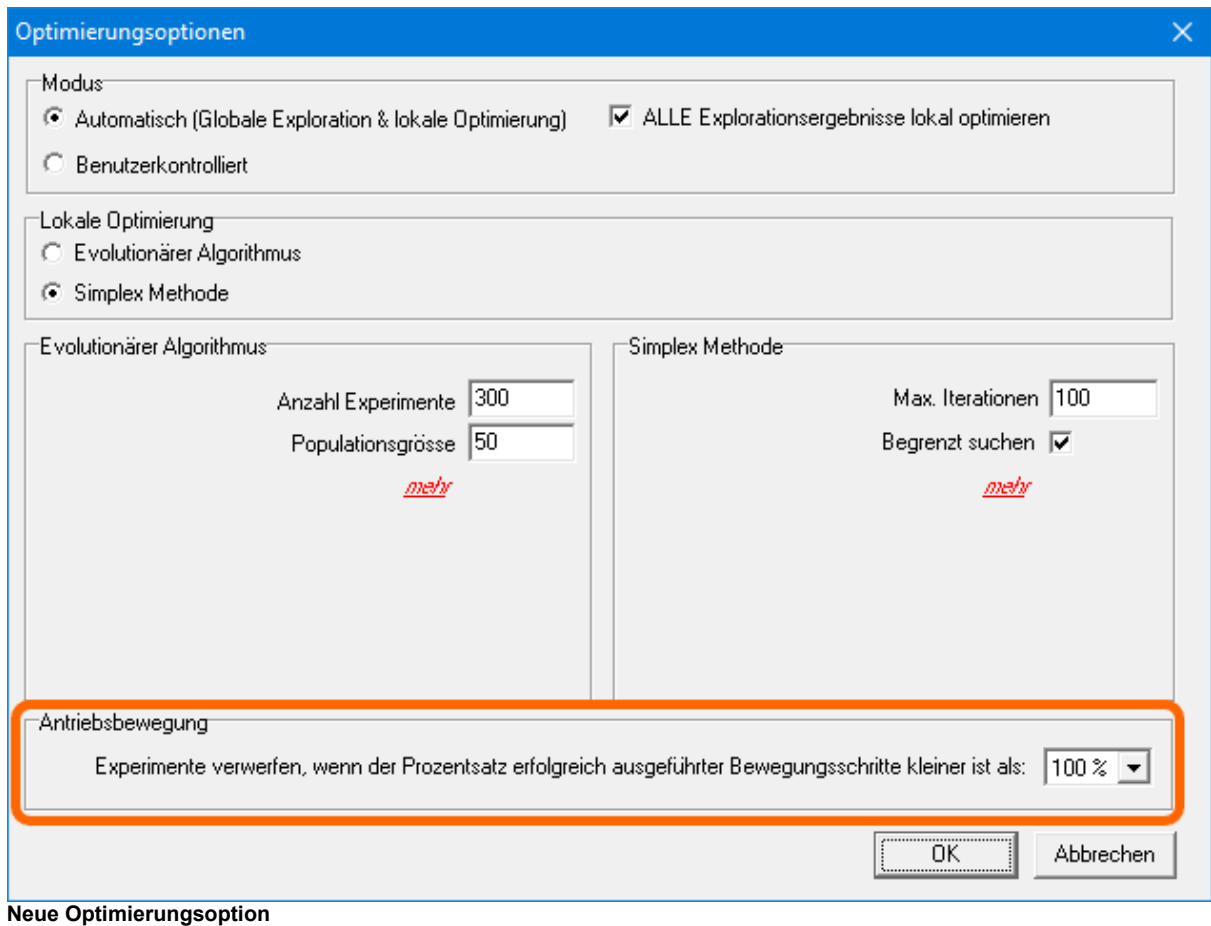 Optimierungsoptionen
Modus
Automatisch (Globale Exploration & lokale Optimierung)
ALLE Explorationsergebnisse lokal optimieren
Benutzerkontrolliert
Lokale Optimierung
Evolutionärer Algorithmus
Simplex Methode
Evolutionärer Algorithmus
Anzahl Experimente 300
Populationsgrösse 50
mehr
Simplex Methode
Max. Iterationen 100
Begrenzt suchen
mehr
Antriebsbewegung
Experimente verwerfen, wenn der Prozentsatz erfolgreich ausgeführter Bewegungsschritte kleiner ist als: 100 %
OK
Abbrechen
Neue Optimierungsoption